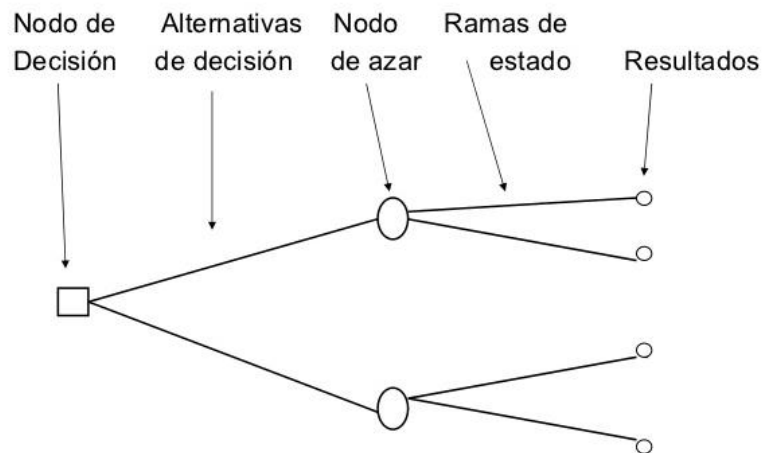 Nodo de Decisión
Alternativas de decisión
Nodo de azar
Ramas de estado
Resultados